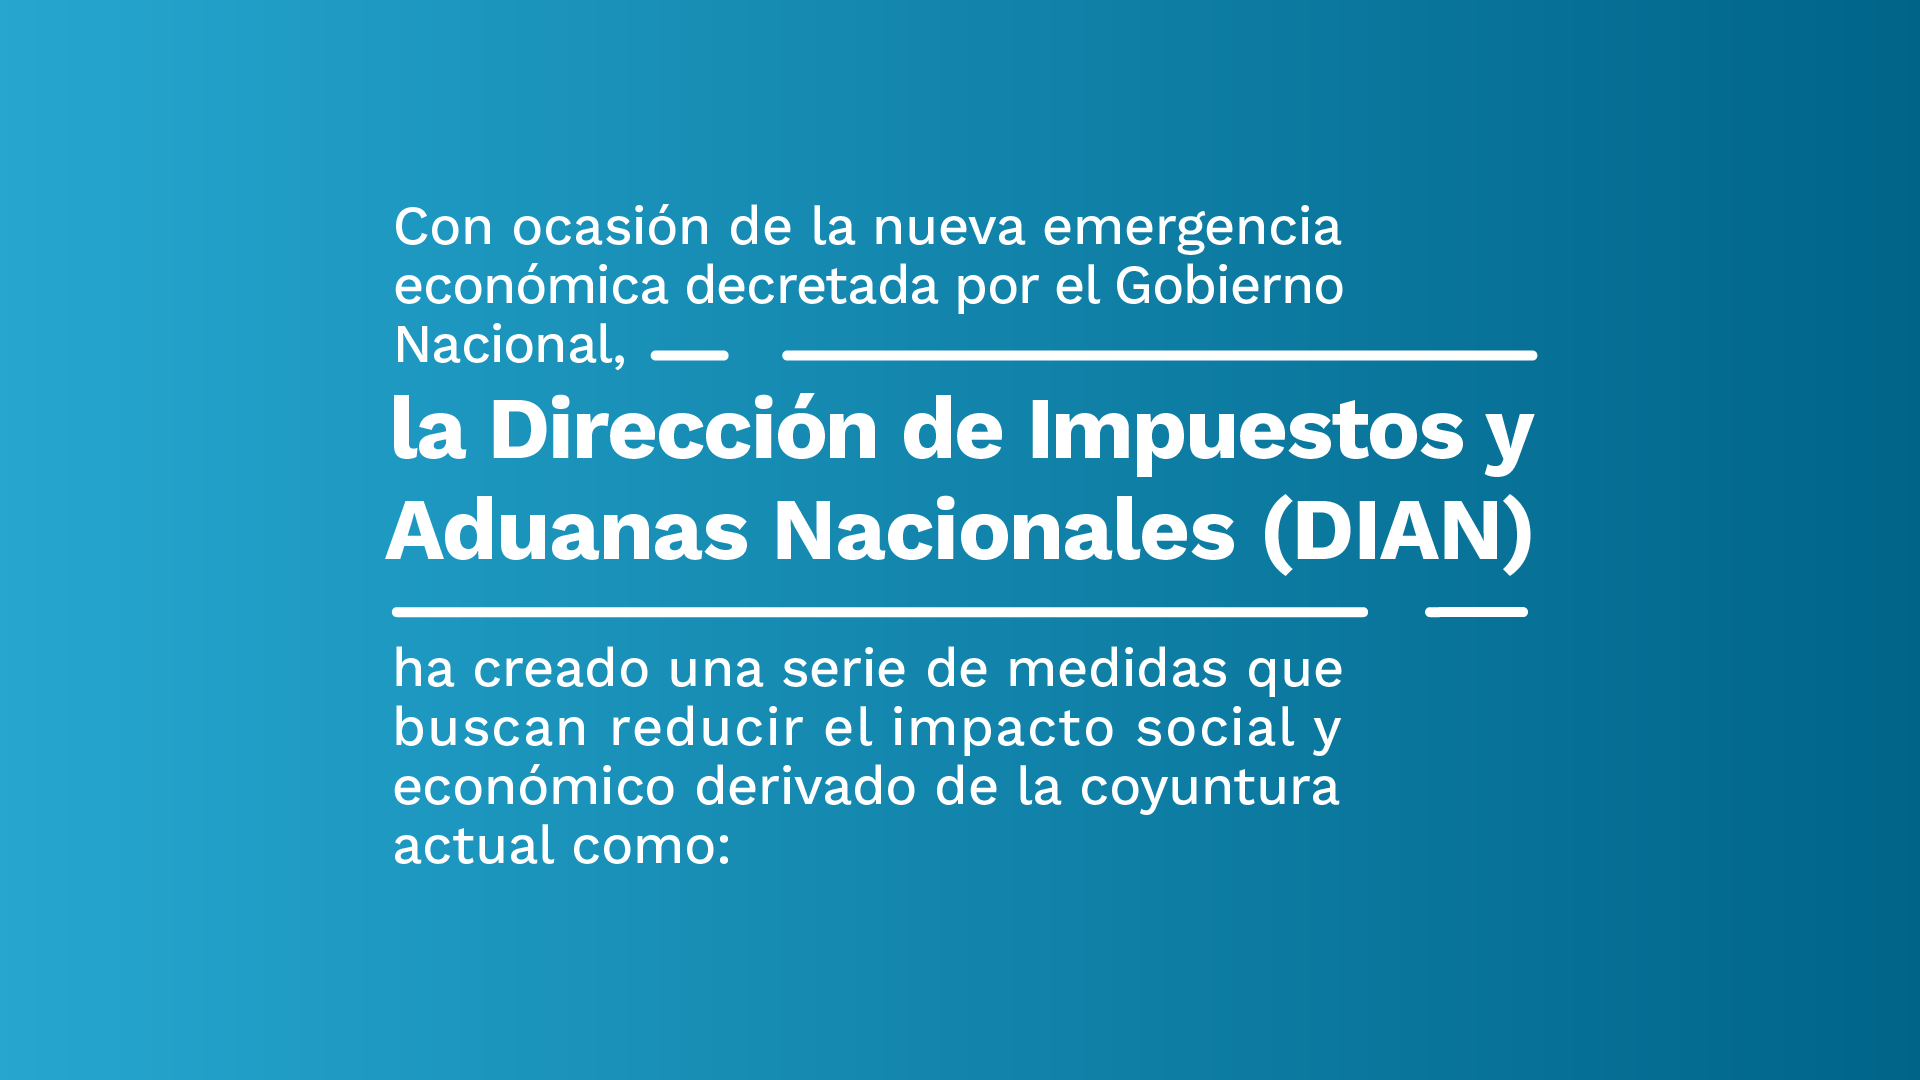 Con ocasión de la nueva emergencia
económica decretada por el Gobierno
Nacional,
la Dirección de Impuestos y
Aduanas Nacionales (DIAN)
ha creado una serie de medidas que
buscan reducir el impacto social y
económico derivado de la coyuntura
actual como: